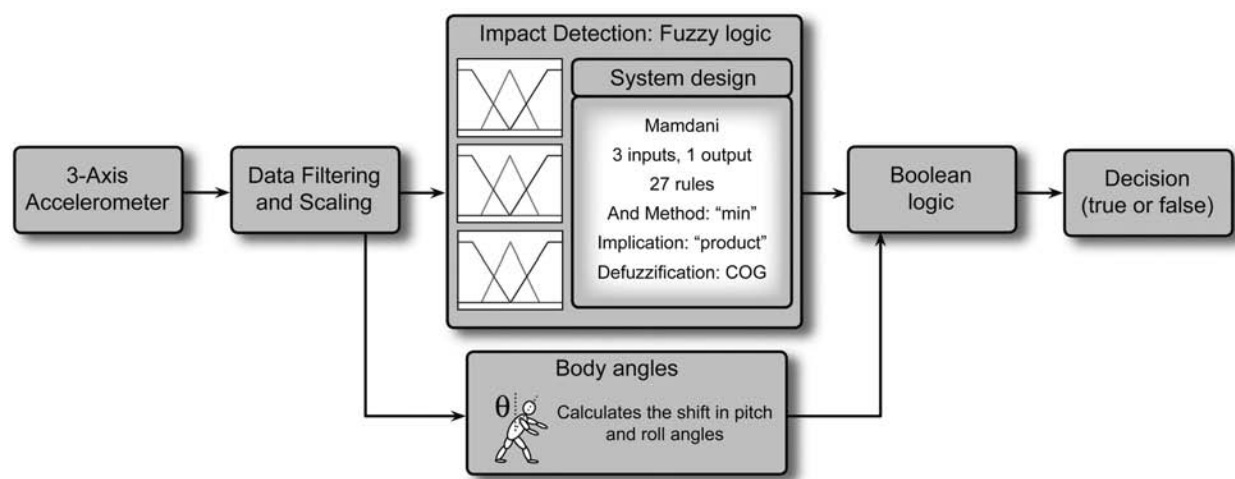 Impact Detection: Fuzzy logic
System design
Mamdani
3 inputs, 1 output
27 rules
And Method: “min”
Implication: “product”
Defuzzification: COG
3-Axis
Accelerometer
Data Filtering
and Scaling
Boolean
logic
Decision
(true or false)
Body angles
θ
Calculates the shift in pitch
and roll angles